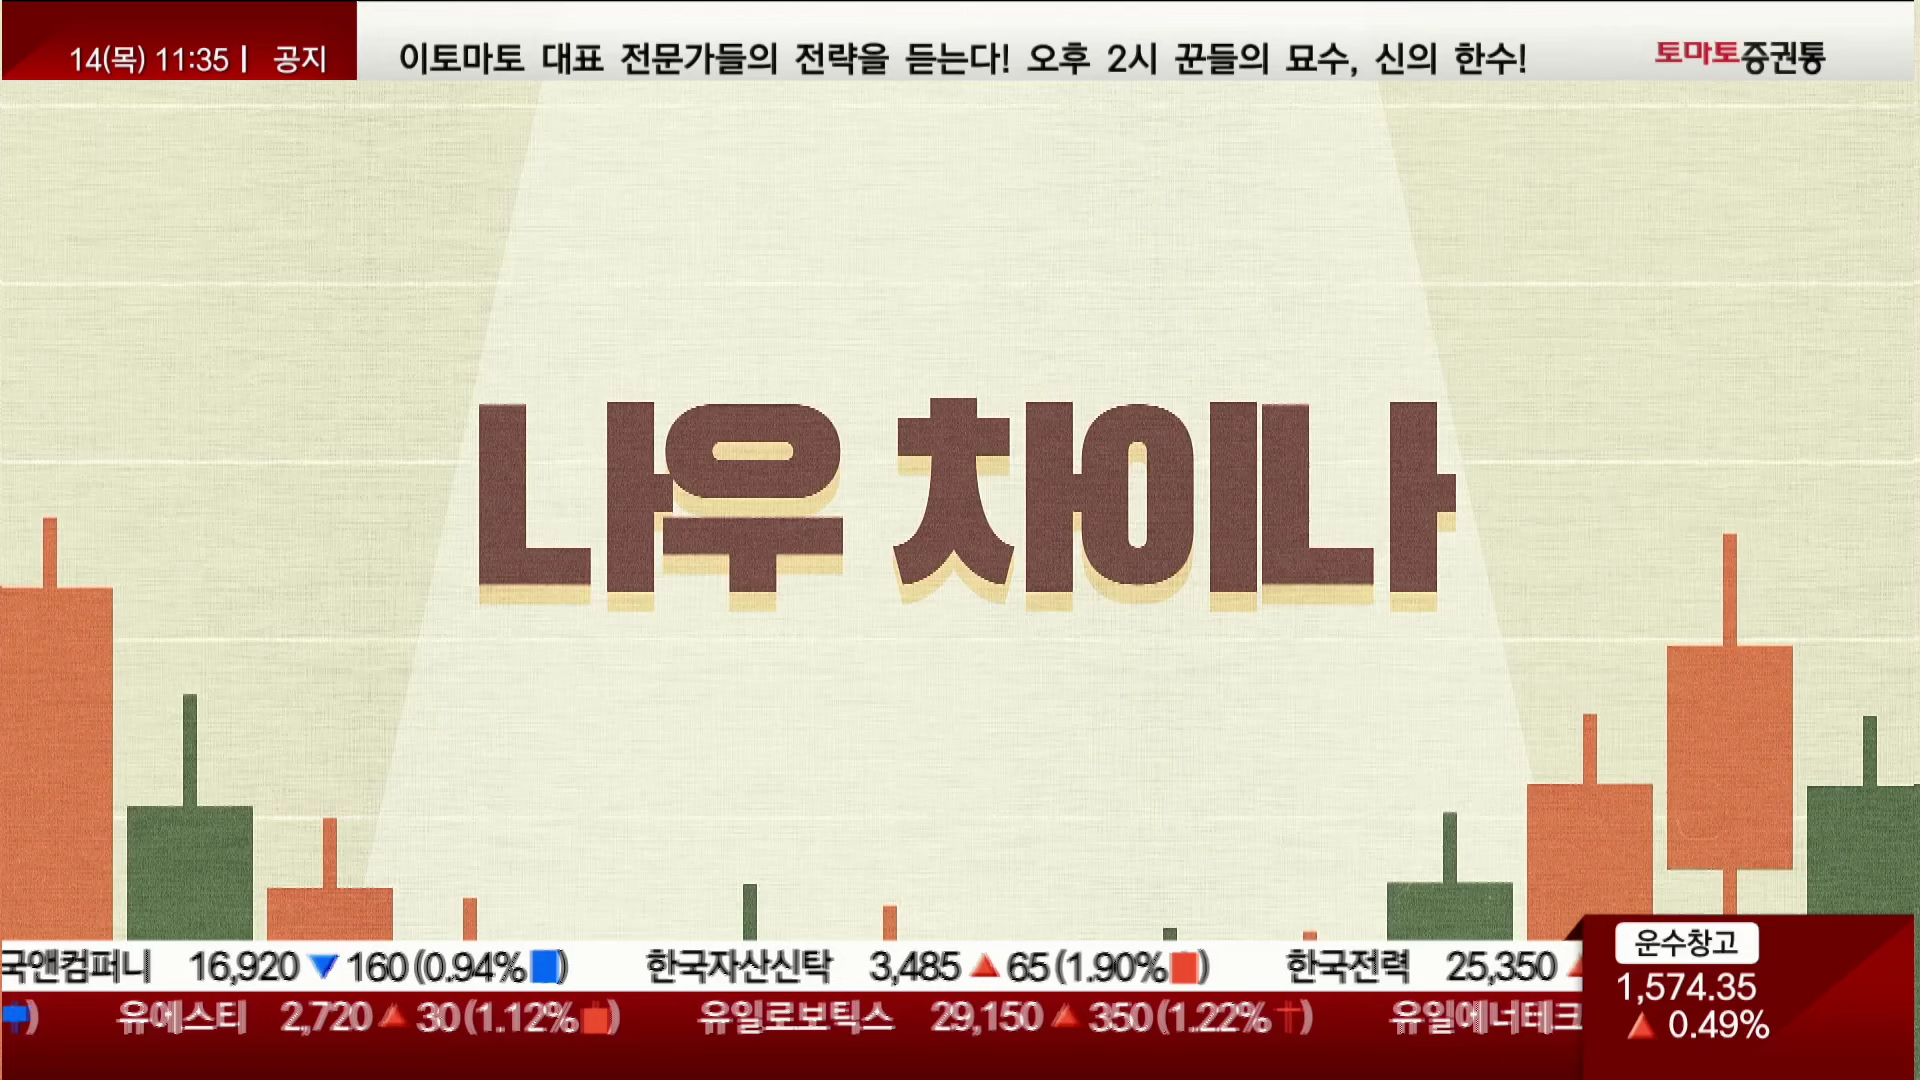 14(목) 11:35 | 공지
이토마토 대표 전문가들의 전략을 듣는다! 오후 2시 꾼들의 묘수, 신의 한수!
토마토증권통
나우 차이나
국앤컴퍼니 16,920 ▼ 160 (0.94%) 한국자산신탁 3,485 ▲ 65 (1.90%) 한국전력 25,350 ▲
) 유에스티 2,720 ▲ 30 (1.12%) 유일로보틱스 29,150 ▲ 350 (1.22%) 유일에너테크
운수창고
1,574.35
▲ 0.49%